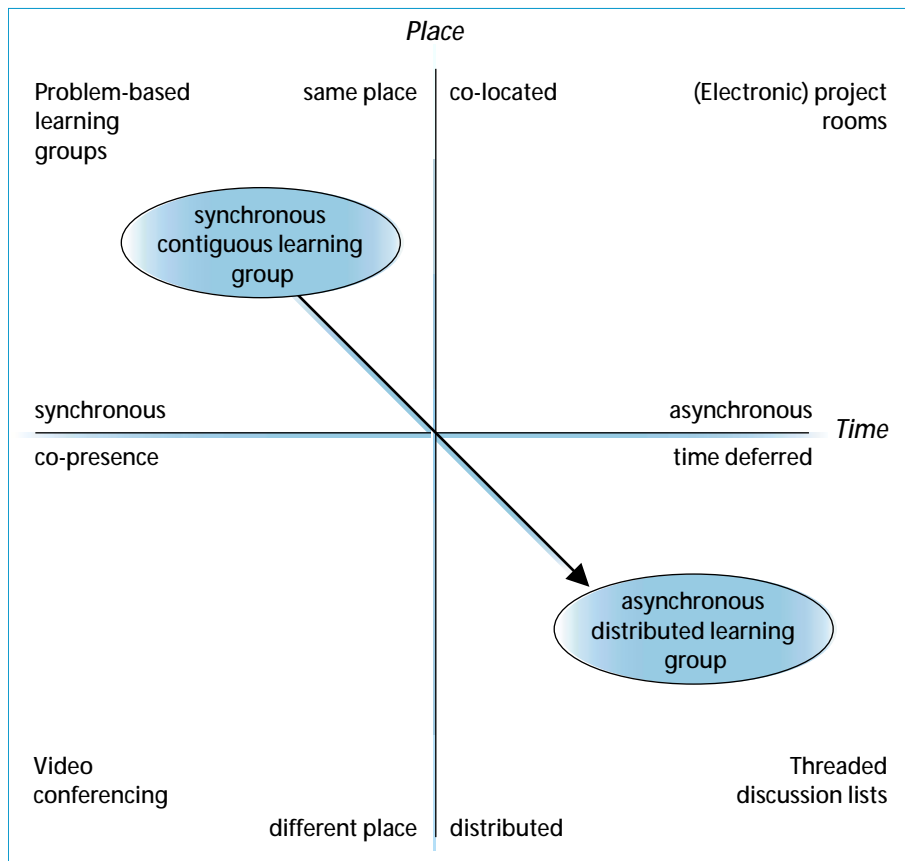 Place
Problem-based
learning
groups
same place
co-located
(Electronic) project
rooms
synchronous
contiguous learning
group
synchronous
asynchronous
Time
co-presence
time deferred
asynchronous
distributed learning
group
Video
conferencing
Threaded
discussion lists
different place
distributed